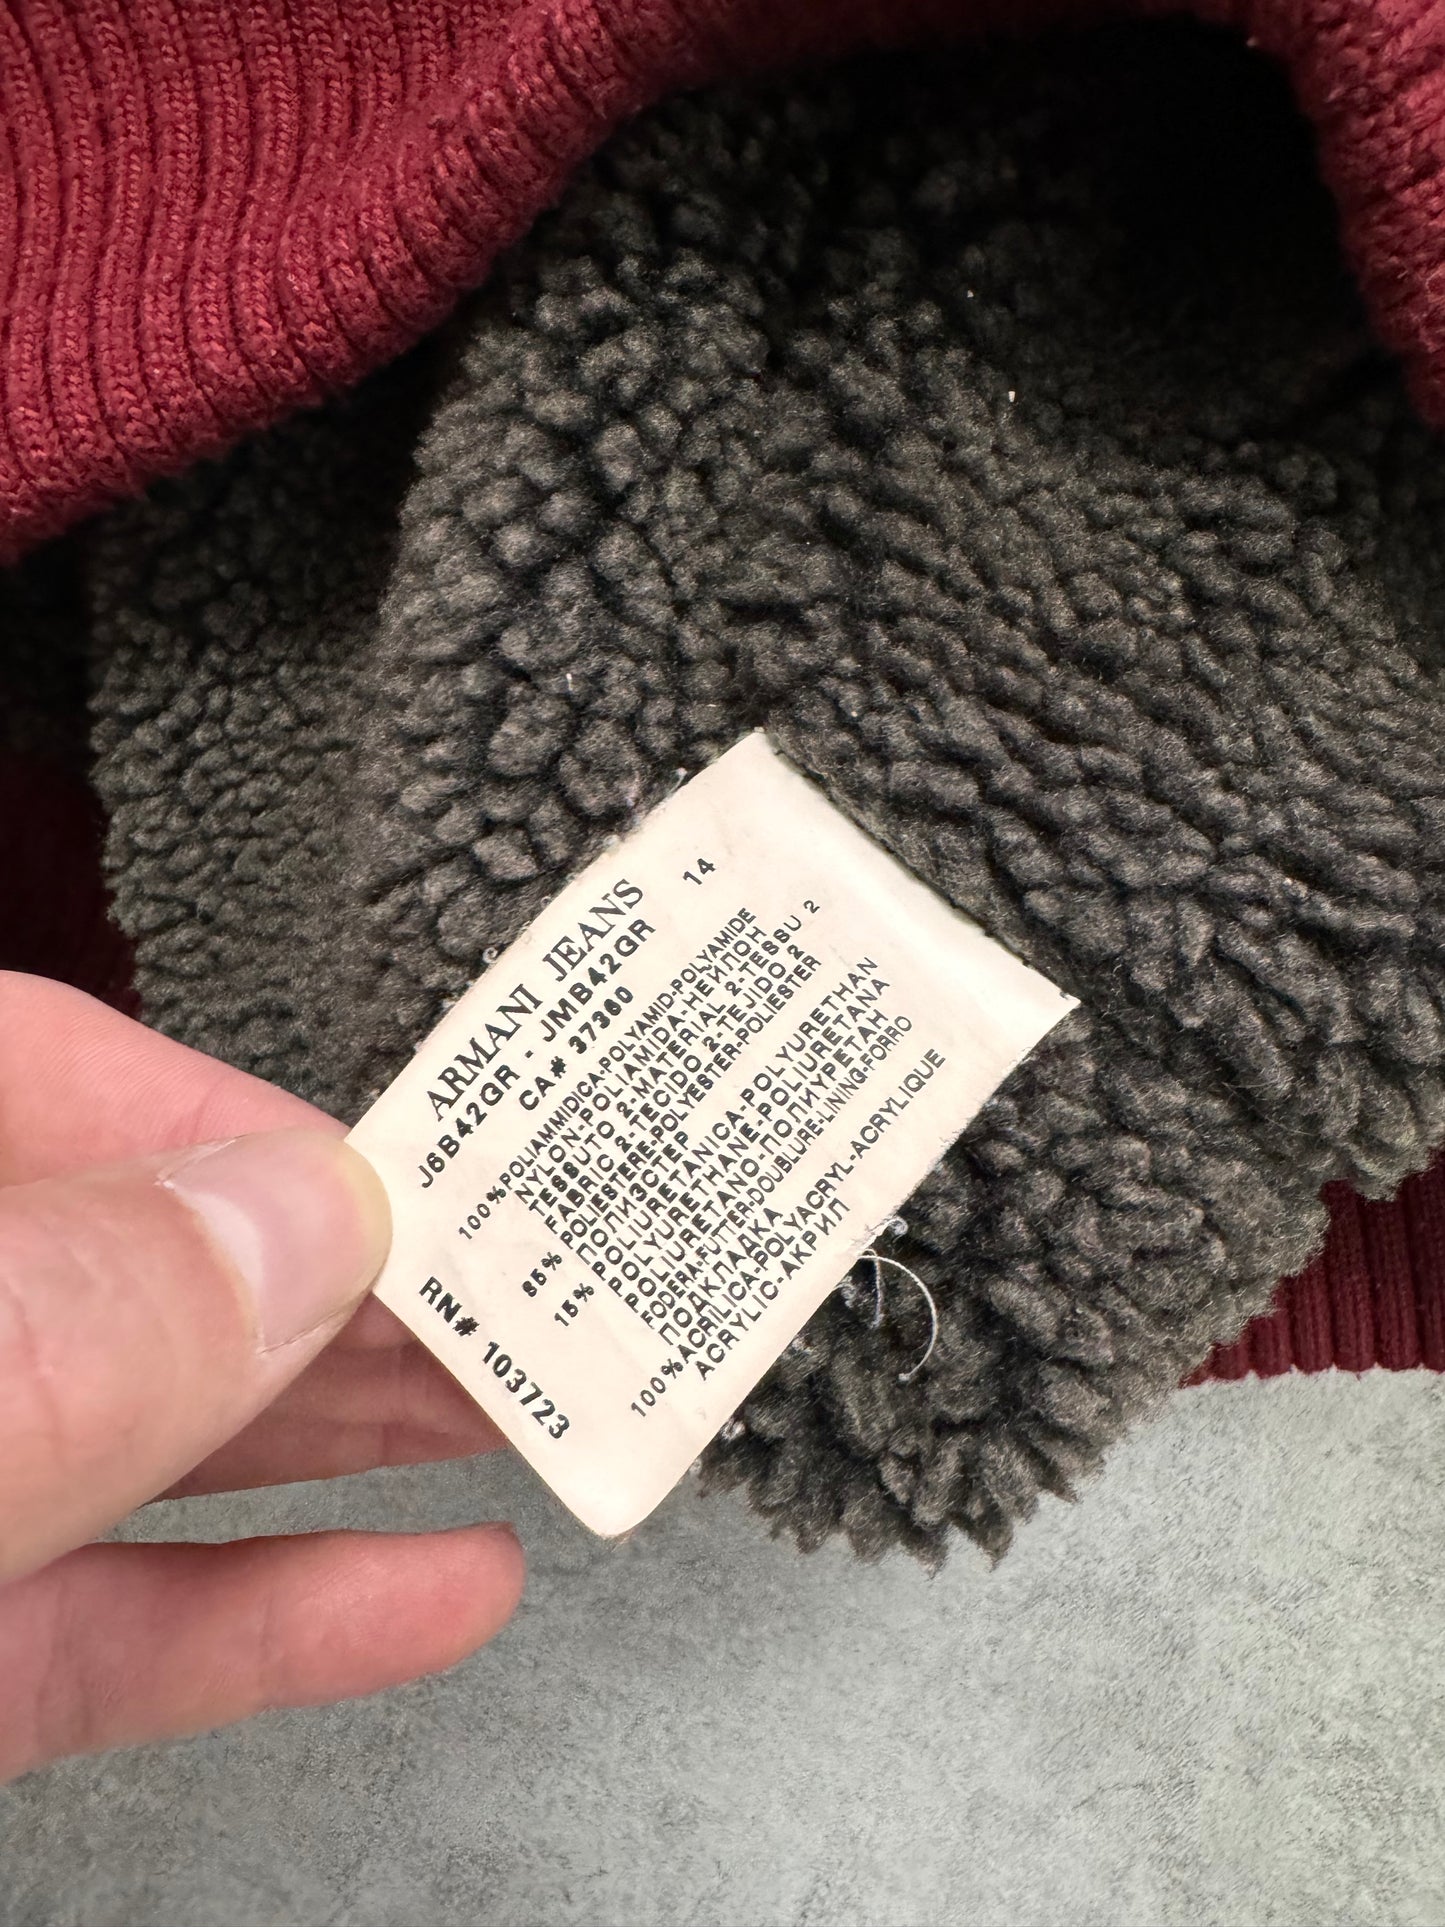 14
ARMANI JEANS
J6B42GR - JMB42GR
CA# 37360
100%POLIAMMIDICA-POLYAMID-POLYAMIDE
NYLON-POLIAMIDA-НЕЙЛОН
TESSUTO 2-MATERIAL 2-TESSU 2
FABRIC 2-TECIDO 2-TEJIDO 2
85% POLIESTERE-POLYESTER-POLIESTER
ПОЛИЭСТЕР
15% POLIURETANICA-POLYURETHAN
POLYURETHANE-POLIURETANA
POLIURETANO-ПОЛИУРЕТАН
FODERA-FUTTER-DOUBLURE-LINING-FORRO
ПОДКЛАДКА
100%ACRILICA-POLYACRYL-ACRYLIQUE
ACRYLIC-АКРИЛ
RN# 103723